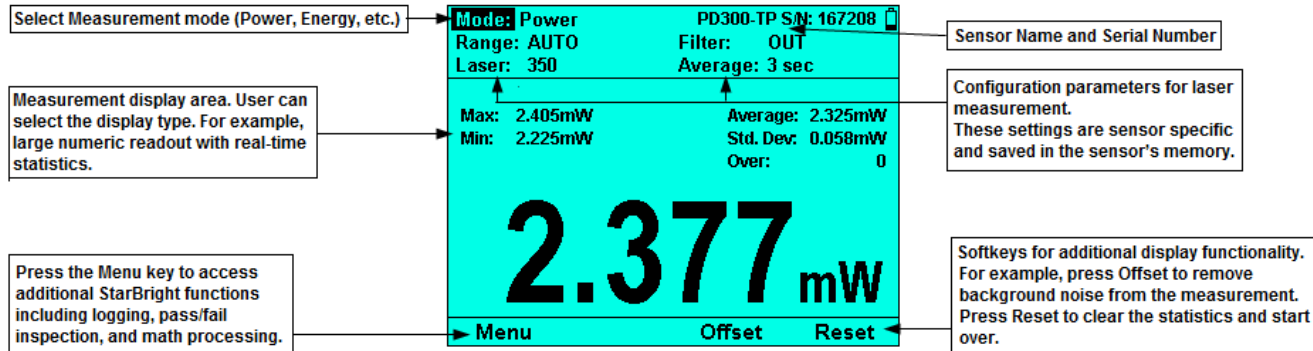 Select Measurement mode (Power, Energy, etc.)
Mode: Power
PD300-TP S/N: 167208
Range: AUTO
Filter: OUT
Laser: 350
Average: 3 sec
Sensor Name and Serial Number
Measurement display area. User can
select the display type. For example,
large numeric readout with real-time
statistics.
Max: 2.405mW
Average: 2.325mW
Min: 2.225mW
Std. Dev: 0.058mW
Over: 0
Configuration parameters for laser
measurement.
These settings are sensor specific
and saved in the sensor's memory.
2.377 mW
Press the Menu key to access
additional StarBright functions
including logging, pass/fail
inspection, and math processing.
Menu
Offset
Reset
Softkeys for additional display functionality.
For example, press Offset to remove
background noise from the measurement.
Press Reset to clear the statistics and start
over.